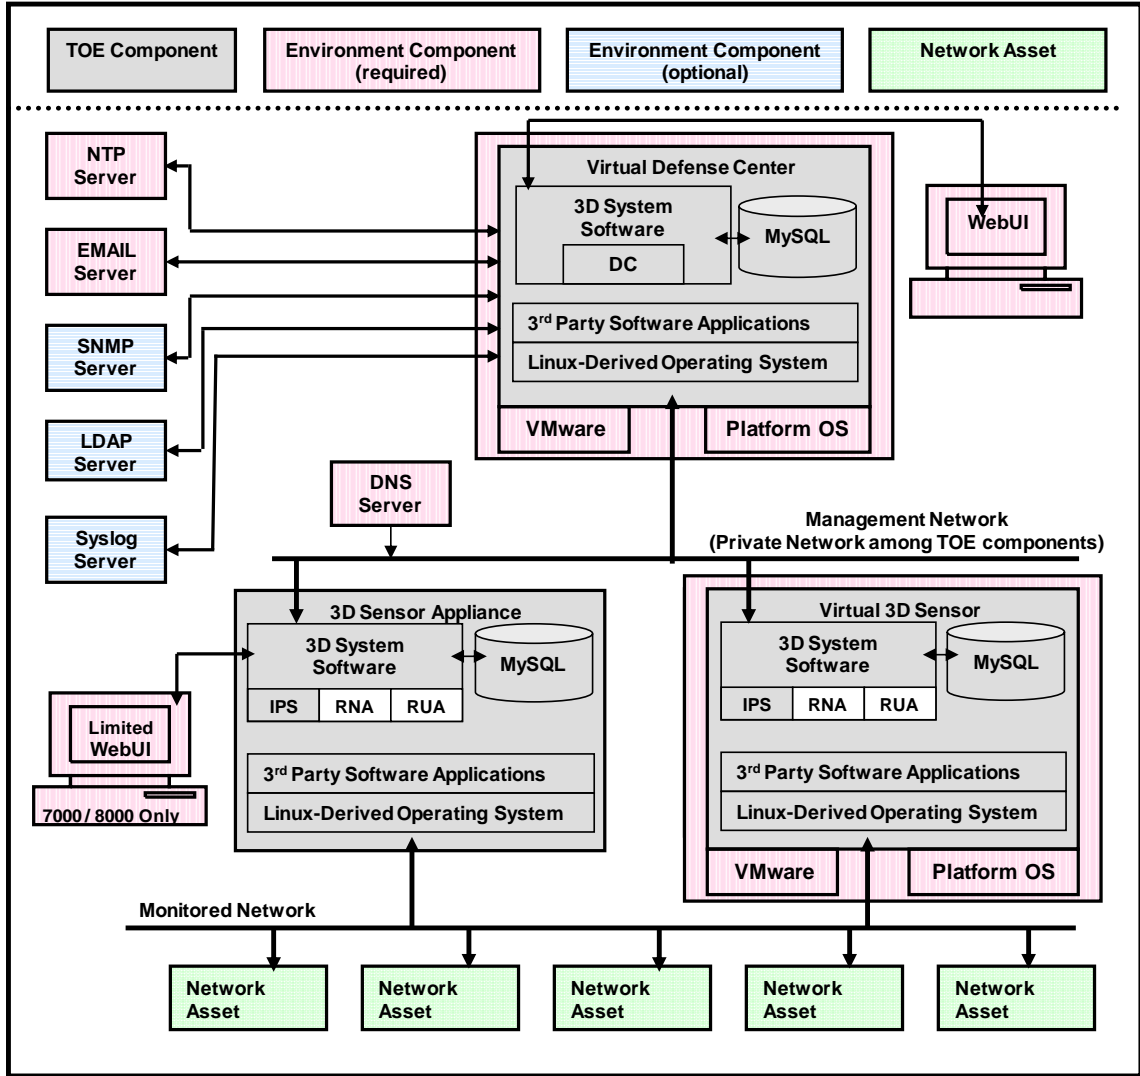 TOE Component
Environment Component
(required)
Environment Component
(optional)
Network Asset
NTP
Server
EMAIL
Server
SNMP
Server
LDAP
Server
Syslog
Server
Virtual Defense Center
3D System
Software
DC
MySQL
3rd Party Software Applications
Linux-Derived Operating System
VMware
Platform OS
WebUI
DNS
Server
Management Network
(Private Network among TOE components)
3D Sensor Appliance
3D System
Software
MySQL
IPS
RNA
RUA
3rd Party Software Applications
Linux-Derived Operating System
Limited
WebUI
7000 / 8000 Only
Virtual 3D Sensor
3D System
Software
MySQL
IPS
RNA
RUA
3rd Party Software Applications
Linux-Derived Operating System
VMware
Platform OS
Monitored Network
Network
Asset
Network
Asset
Network
Asset
Network
Asset
Network
Asset